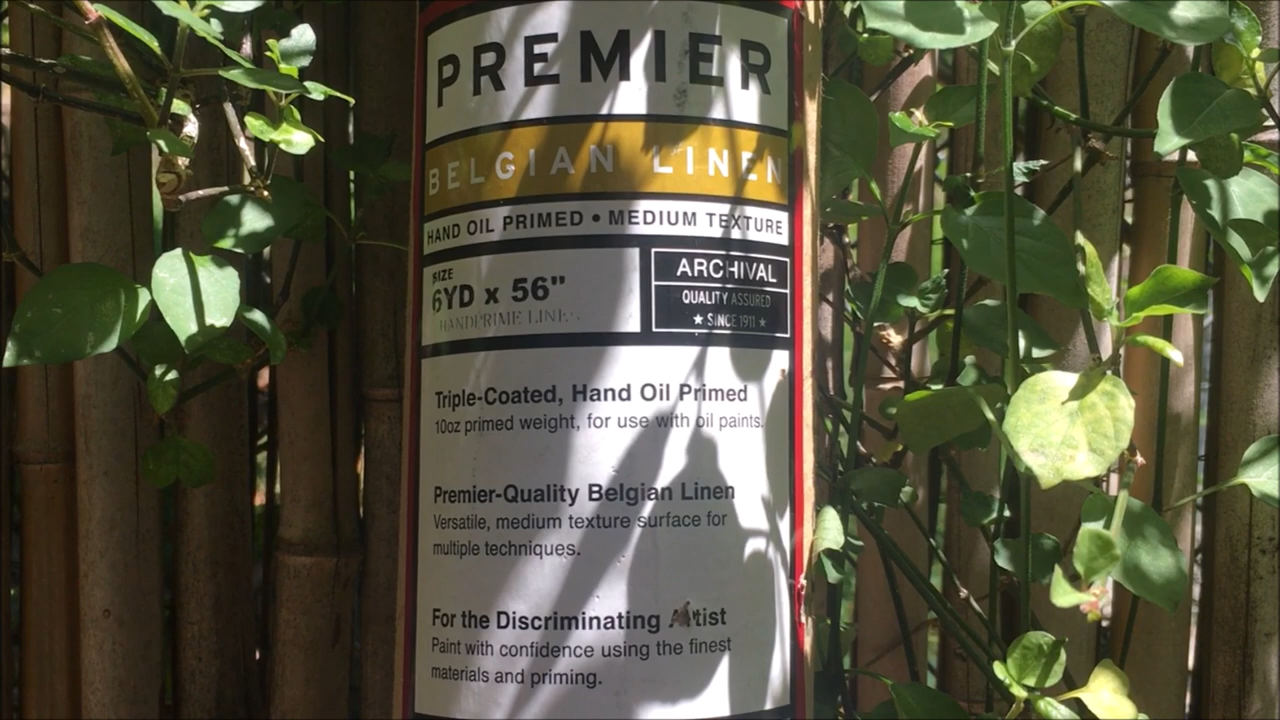 PREMIER
BELGIAN LINEN
HAND OIL PRIMED • MEDIUM TEXTURE
SIZE
6YD x 56"
HANDPRIME LINEN
ARCHIVAL
QUALITY ASSURED
★ SINCE 1911 ★
Triple-Coated, Hand Oil Primed
10oz primed weight, for use with oil paints.
Premier-Quality Belgian Linen
Versatile, medium texture surface for
multiple techniques.
For the Discriminating Artist
Paint with confidence using the finest
materials and priming.